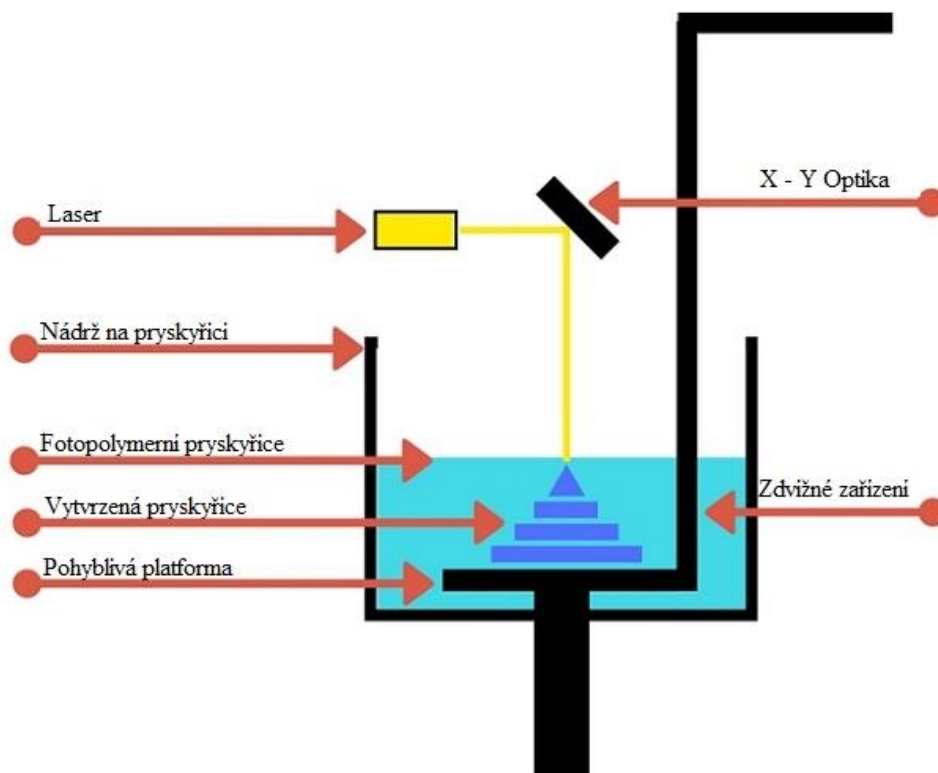 X - Y Optika
Laser
Nádrž na pryskyřici
Fotopolymerní pryskyřice
Zdvižné zařízení
Vytvrzená pryskyřice
Pohyblivá platforma